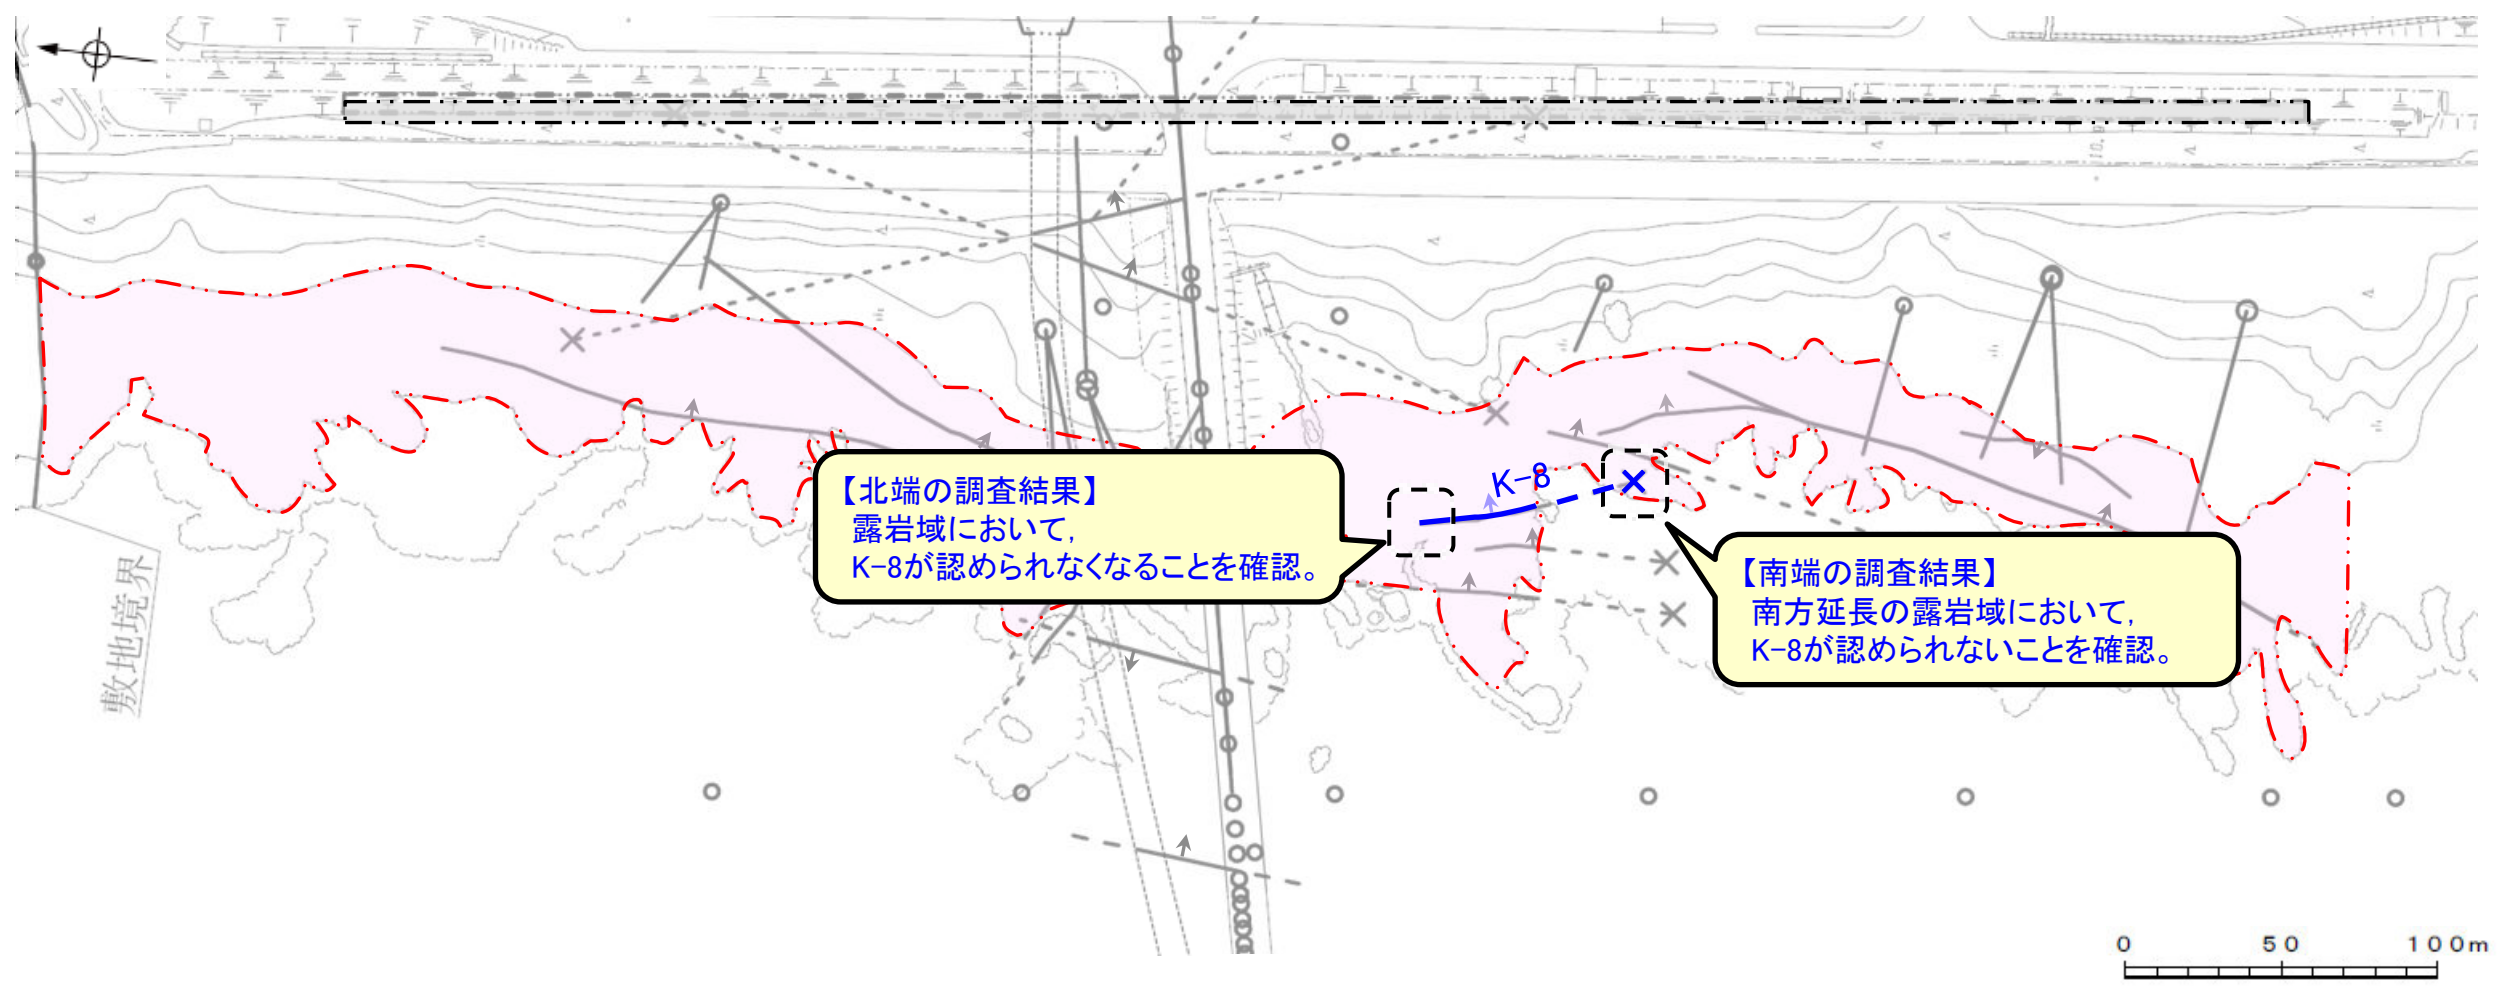 10.9
K-8
【北端の調査結果】
露岩域において,
K-8が認められなくなることを確認。
【南端の調査結果】
南方延長の露岩域において,
K-8が認められないことを確認。
敷地境界
0 50 100m